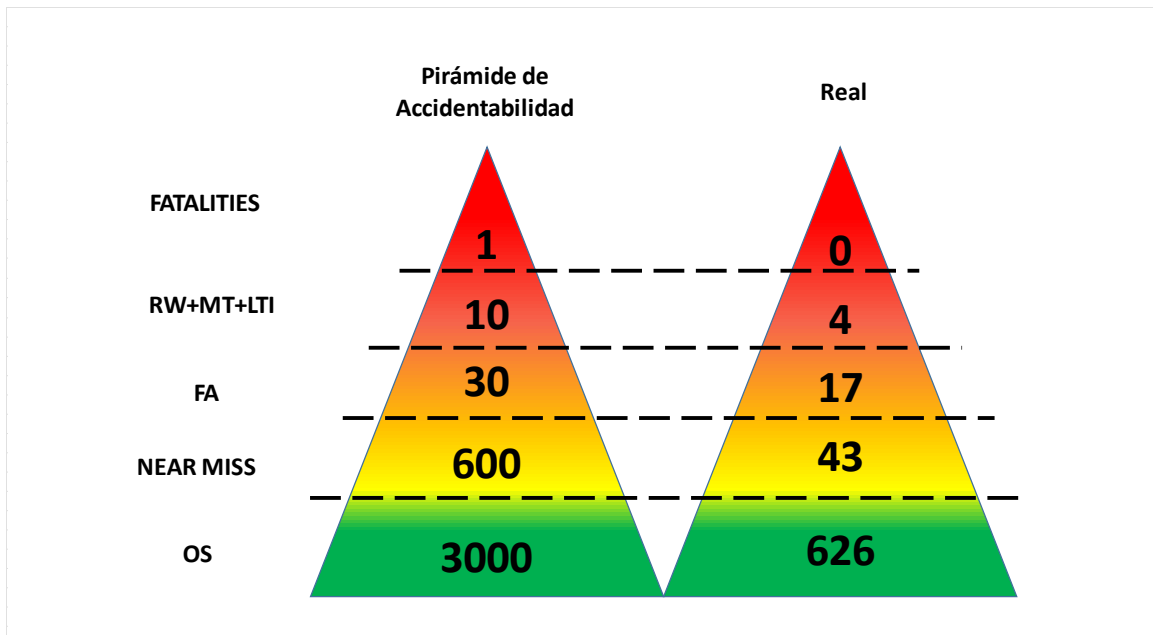 Pirámide de
Accidentabilidad
Real
FATALITIES
1
0
RW+MT+LTI
10
4
FA
30
17
NEAR MISS
600
43
OS
3000
626